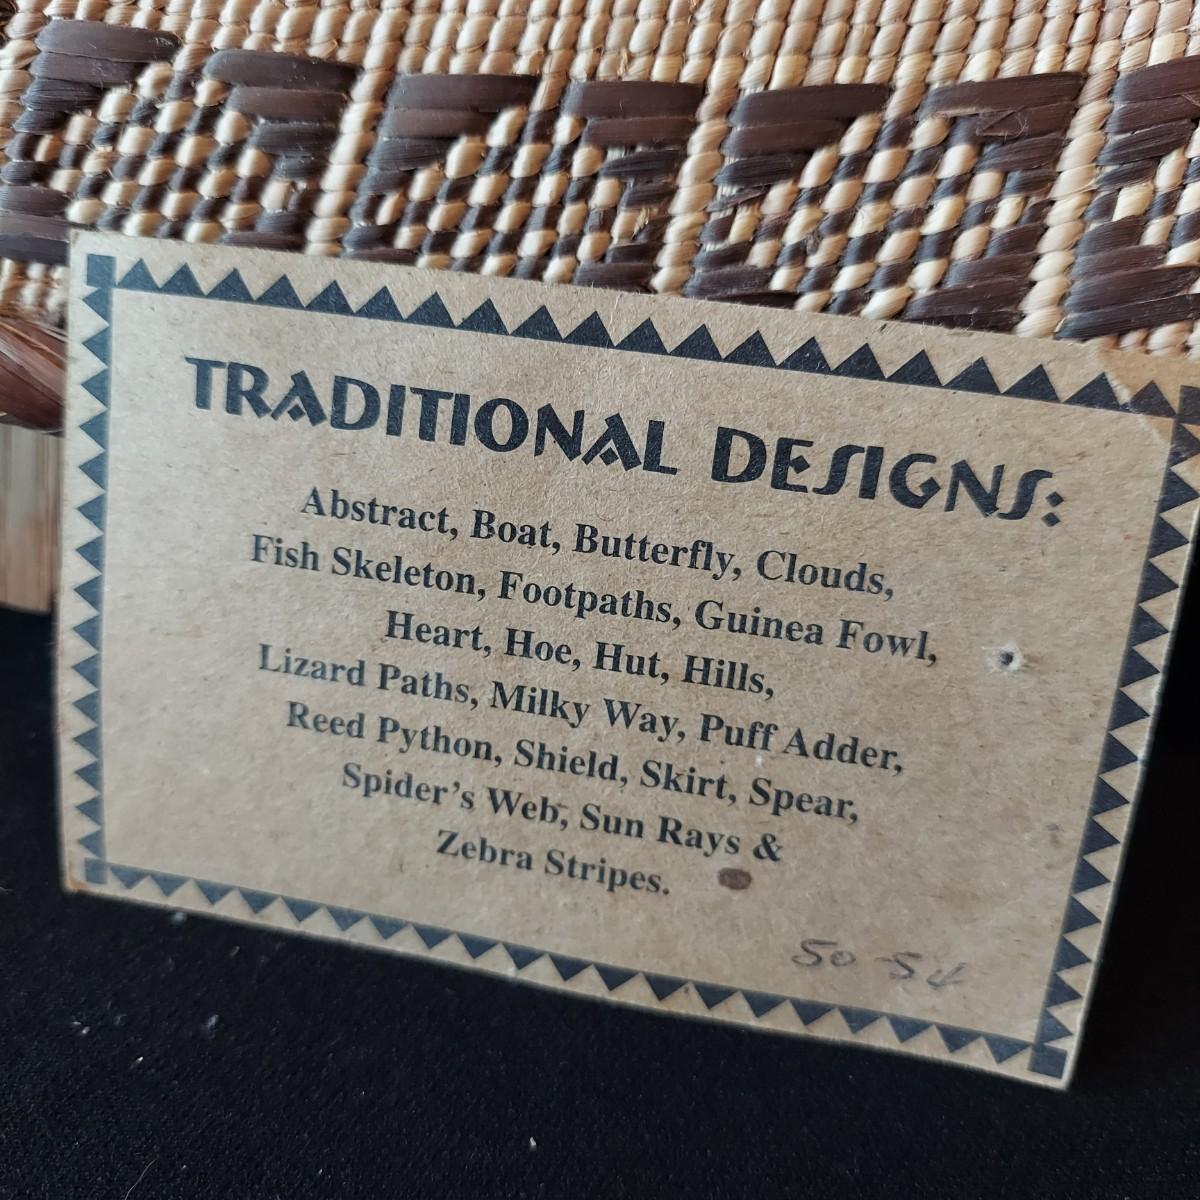 TRADITIONAL DESIGNS:
Abstract, Boat, Butterfly, Clouds,
Fish Skeleton, Footpaths, Guinea Fowl,
Heart, Hoe, Hut, Hills,
Lizard Paths, Milky Way, Puff Adder,
Reed Python, Shield, Skirt, Spear,
Spider's Web, Sun Rays &
Zebra Stripes.